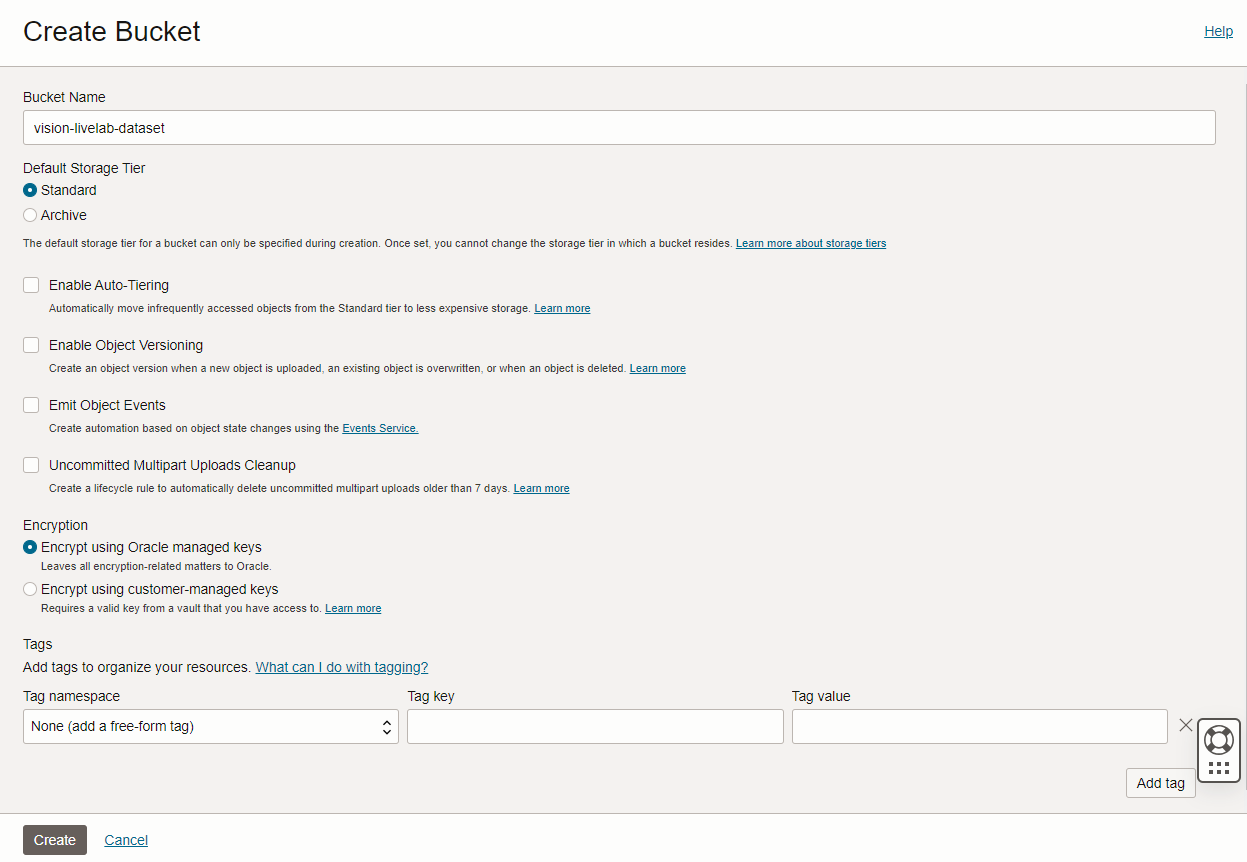 Create Bucket
Help
Bucket Name
vision-livelab-dataset
Default Storage Tier
Standard
Archive
The default storage tier for a bucket can only be specified during creation. Once set, you cannot change the storage tier in which a bucket resides. Learn more about storage tiers
Enable Auto-Tiering
Automatically move infrequently accessed objects from the Standard tier to less expensive storage. Learn more
Enable Object Versioning
Create an object version when a new object is uploaded, an existing object is overwritten, or when an object is deleted. Learn more
Emit Object Events
Create automation based on object state changes using the Events Service.
Uncommitted Multipart Uploads Cleanup
Create a lifecycle rule to automatically delete uncommitted multipart uploads older than 7 days. Learn more
Encryption
Encrypt using Oracle managed keys
Leaves all encryption-related matters to Oracle.
Encrypt using customer-managed keys
Requires a valid key from a vault that you have access to. Learn more
Tags
Add tags to organize your resources. What can I do with tagging?
Tag namespace Tag key Tag value
None (add a free-form tag)
Add tag
Create Cancel